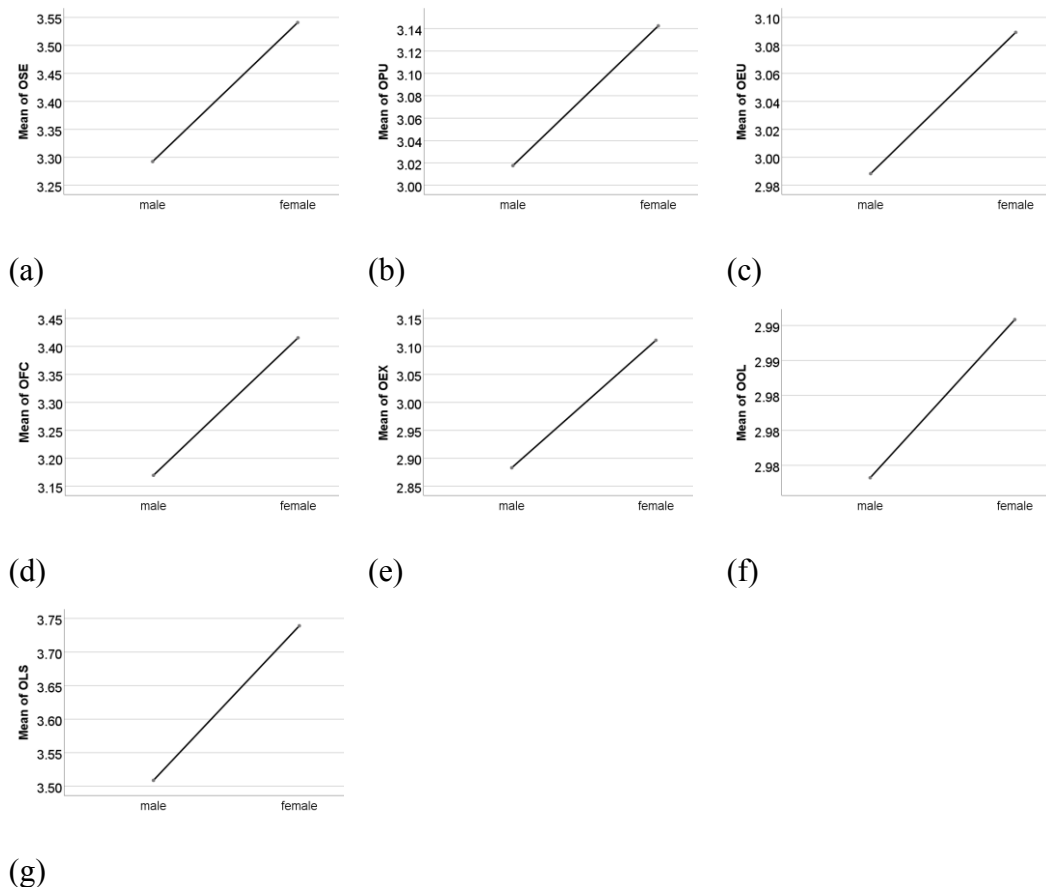 3.55
3.50
3.45
3.40
3.35
3.30
3.25
Mean of OSE
male female
(a)
3.14
3.12
3.10
3.08
3.06
3.04
3.02
3.00
Mean of OPU
male female
(b)
3.10
3.08
3.06
3.04
3.02
3.00
2.98
Mean of OEU
male female
(c)
3.45
3.40
3.35
3.30
3.25
3.20
3.15
Mean of OFC
male female
(d)
3.15
3.10
3.05
3.00
2.95
2.90
2.85
Mean of OEX
male female
(e)
2.99
2.99
2.98
2.98
2.98
Mean of OOL
male female
(f)
3.75
3.70
3.65
3.60
3.55
3.50
Mean of OLS
male female
(g)